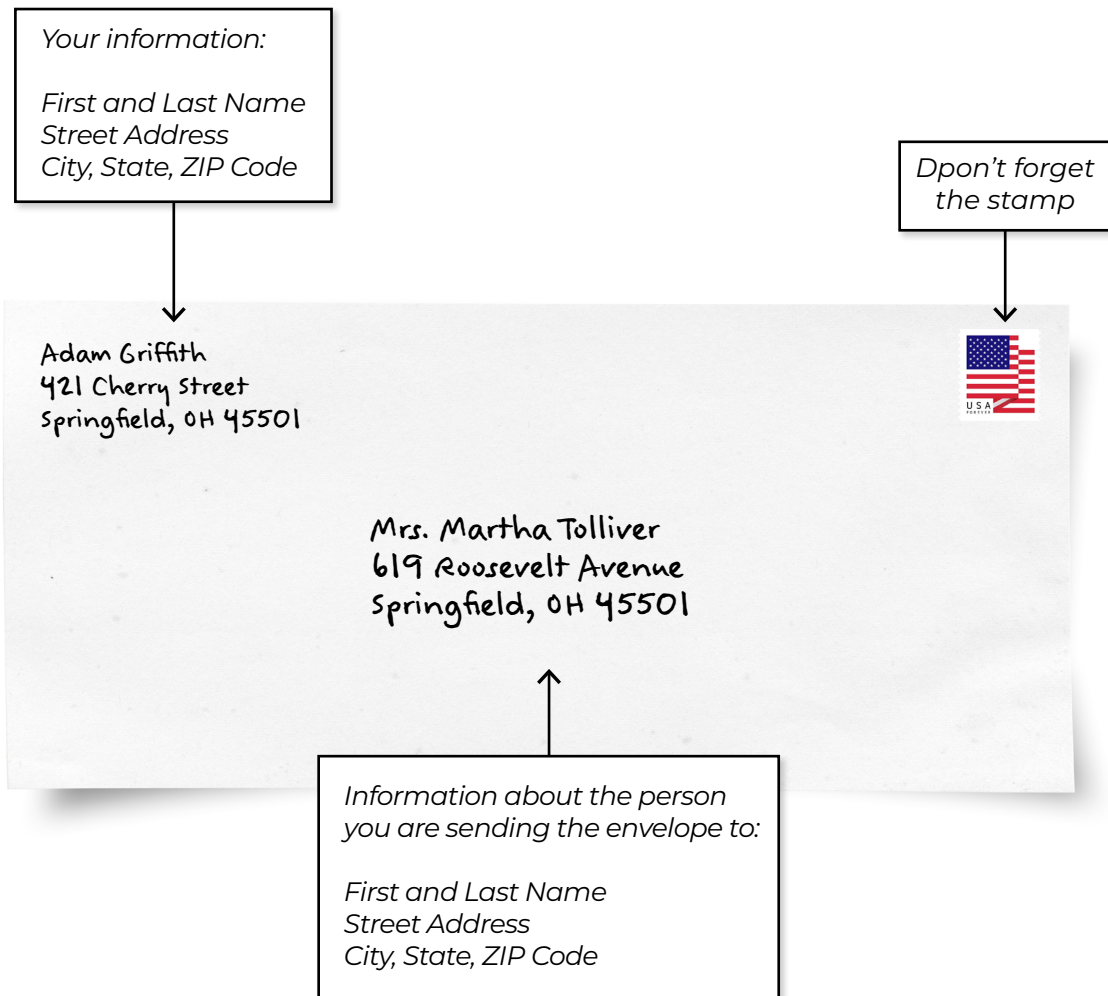 Your information:
First and Last Name
Street Address
City, State, ZIP Code
Dpon't forget
the stamp
Adam Griffith
421 Cherry Street
Springfield, OH 45501
USA
FOREVER
Mrs. Martha Tolliver
619 Roosevelt Avenue
Springfield, OH 45501
Information about the person
you are sending the envelope to:
First and Last Name
Street Address
City, State, ZIP Code